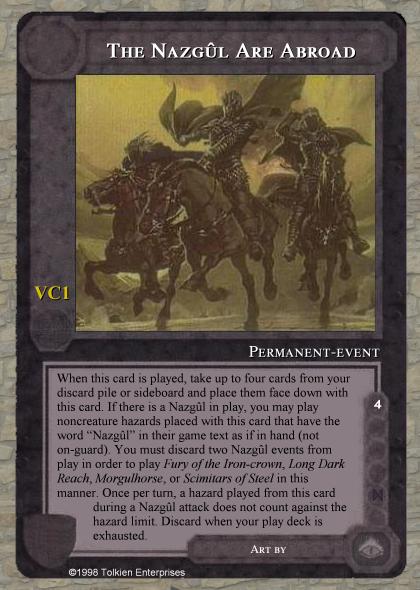 The Nazgûl Are Abroad
VC1
Permanent-event
When this card is played, take up to four cards from your
discard pile or sideboard and place them face down with
this card. If there is a Nazgûl in play, you may play
noncreature hazards placed with this card that have the
word “Nazgûl” in their game text as if in hand (not
on-guard). You must discard two Nazgûl events from
play in order to play Fury of the Iron-crown, Long Dark
Reach, Morgulhorse, or Scimitars of Steel in this
manner. Once per turn, a hazard played from this card
during a Nazgûl attack does not count against the
hazard limit. Discard when your play deck is
exhausted.
4
Art by
©1998 Tolkien Enterprises